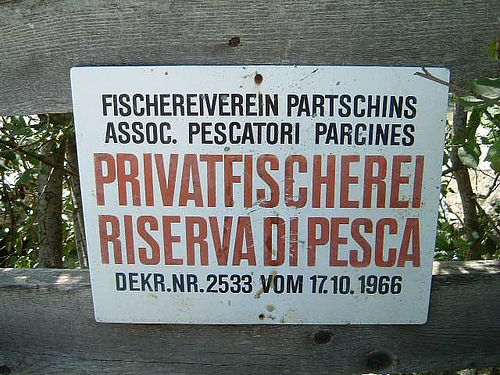 FISCHEREIVEREIN PARTSCHINS
ASSOC. PESCATORI PARCINES
PRIVATFISCHEREI
RISERVA DI PESCA
DEKR.NR.2533 VOM 17.10.1966